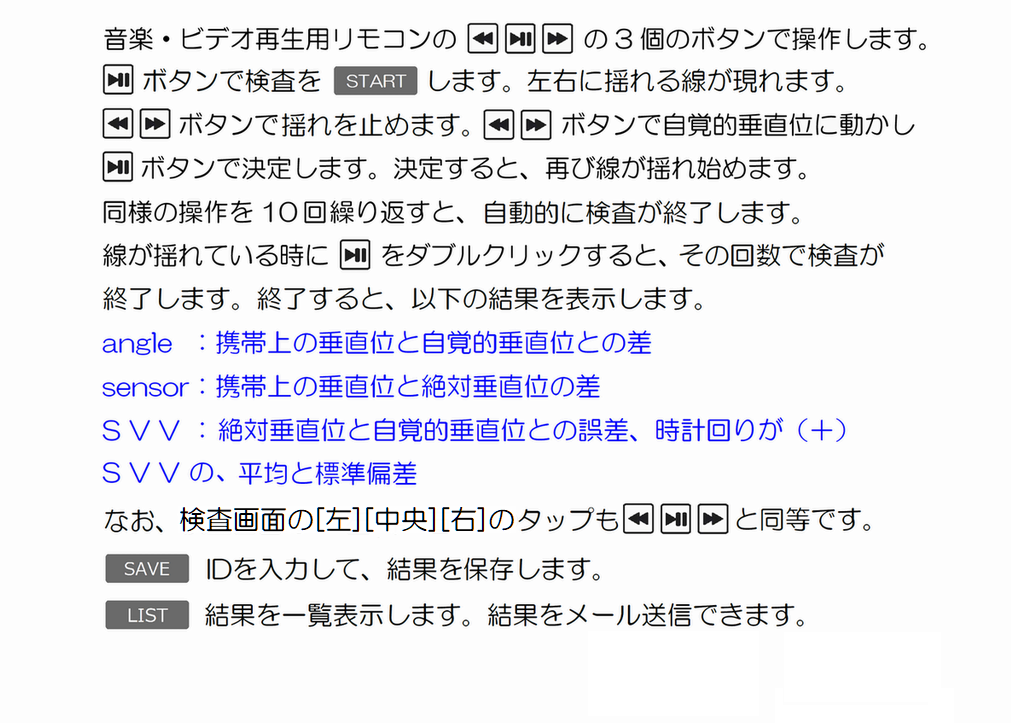 音楽・ビデオ再生用リモコンの ⏪ ⏯ ⏩ の3個のボタンで操作します。
⏯ ボタンで検査を START します。左右に揺れる線が現れます。
⏪ ⏩ ボタンで揺れを止めます。⏪ ⏩ ボタンで自覚的垂直位に動かし
⏯ ボタンで決定します。決定すると、再び線が揺れ始めます。
同様の操作を10回繰り返すと、自動的に検査が終了します。
線が揺れている時に ⏯ をダブルクリックすると、その回数で検査が
終了します。終了すると、以下の結果を表示します。
angle :携帯上の垂直位と自覚的垂直位との差
sensor:携帯上の垂直位と絶対垂直位の差
SVV :絶対垂直位と自覚的垂直位との誤差、時計回りが(+)
SVVの、平均と標準偏差
なお、検査画面の[左][中央][右]のタップも ⏪ ⏯ ⏩ と同等です。
SAVE IDを入力して、結果を保存します。
LIST 結果を一覧表示します。結果をメール送信できます。